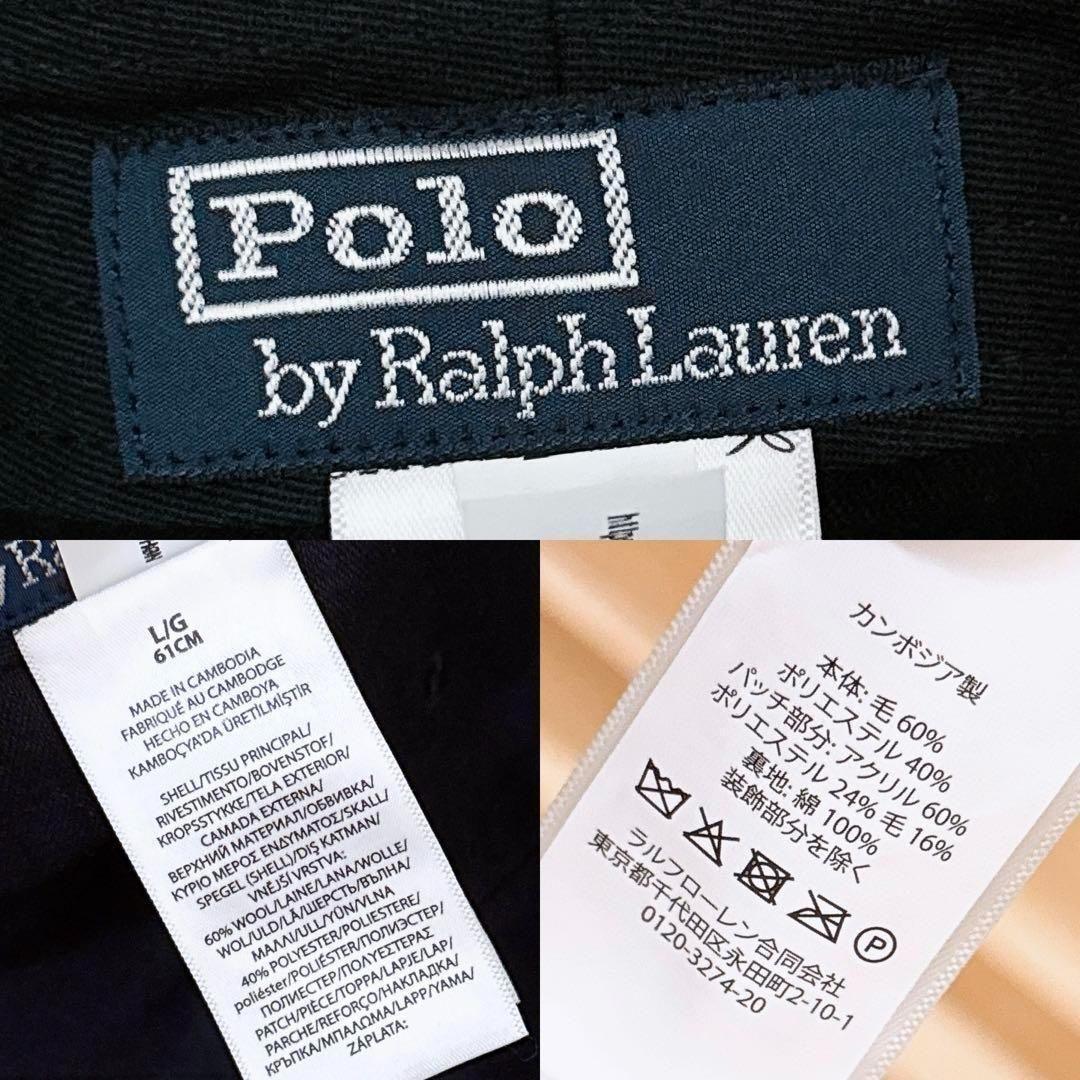 Polo
by Ralph Lauren
L/G
61CM
MADE IN CAMBODIA
FABRIQUÉ AU CAMBODGE
HECHO EN CAMBOYA
KAMBOÇYA'DA ÜRETİLMİŞTİR
SHELL/TISSU PRINCIPAL/
RIVESTIMENTO/BOVENSTOF/
KROPSSTYKKE/TELA EXTERIOR/
CAMADA EXTERNA/
ВЕРХНИЙ МАТЕРИАЛ/ОБВИВКА/
ΚΥΡΙΟ ΜΕΡΟΣ ΕΝΔΥΜΑΤΟΣ/SKALL/
SPEGEL (SHELL)/DIŞ KATMAN/
VNĚJŠÍ VRSTVA:
60% WOOL/LAINE/LANA/WOLLE/
WOL/ULD/LÃ/ШЕРСТЬ/ВЪЛНА/
ΜΑΛΛΙ/ULL/YÜN/VLNA
40% POLYESTER/POLIESTERE/
poliéster/POLIÉSTER/ПОЛИЭСТЕР/
ПОЛИЕСТЕР/ΠΟΛΥΕΣΤΕΡΑΣ
PATCH/PIÈCE/TOPPA/LAPJE/LAP/
PARCHE/REFORÇO/НАКЛАДКА/
КРЪПКА/ΜΠΑΛΩΜΑ/LAPP/YAMA/
ZÁPLATA:
カンボジア製
本体: 毛 60%
ポリエステル 40%
パッチ部分: アクリル 60%
ポリエステル 24% 毛 16%
裏地: 綿 100%
装飾部分を除く
P
ラルフローレン合同会社
東京都千代田区永田町2-10-1
0120-3274-20